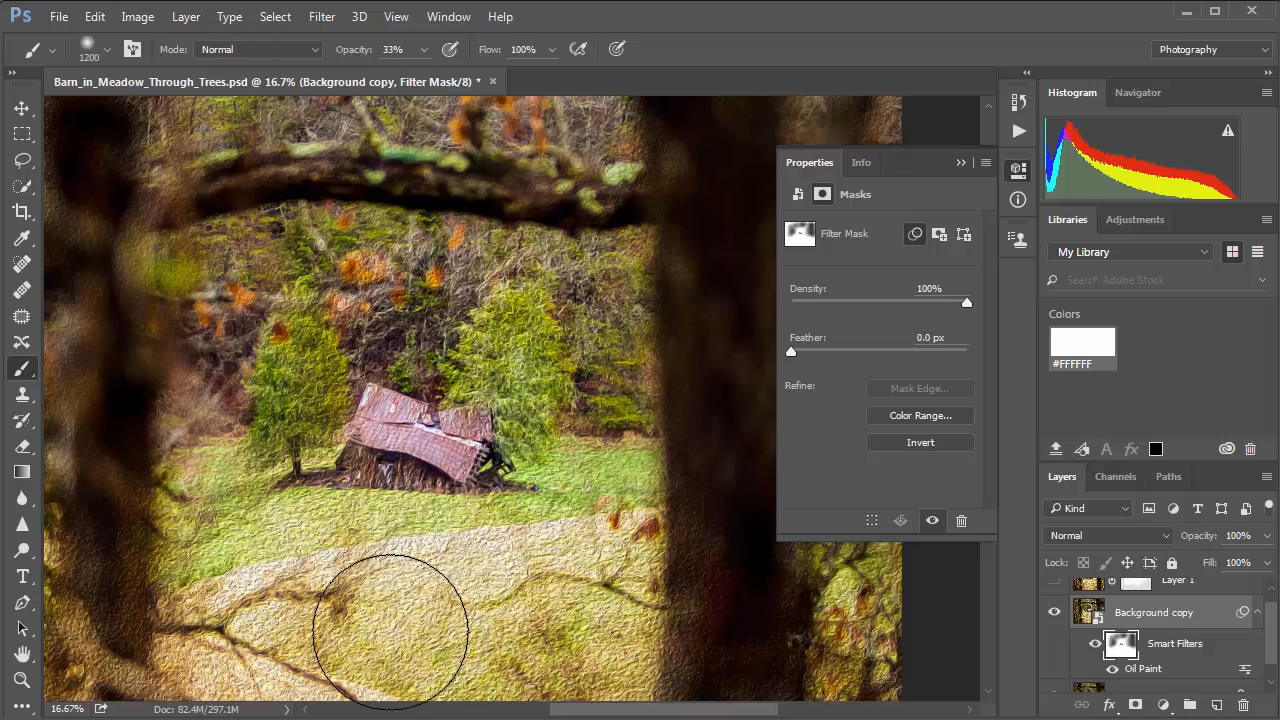 Ps File Edit Image Layer Type Select Filter 3D View Window Help
1200 Mode: Normal Opacity: 33% Flow: 100% Photography
Barn_in_Meadow_Through_Trees.psd @ 16.7% (Background copy, Filter Mask/8) *
Histogram Navigator
Properties Info
Masks
Filter Mask
Density: 100%
Feather: 0.0 px
Refine: Mask Edge...
Color Range...
Invert
Libraries Adjustments
My Library
Search Adobe Stock
Colors
#FFFFFF
A fx
Layers Channels Paths
Kind T
Normal Opacity: 100%
Lock: Fill: 100%
Layer 1
Background copy
Smart Filters
Oil Paint
fx
16.67% Doc: 82.4M/297.1M